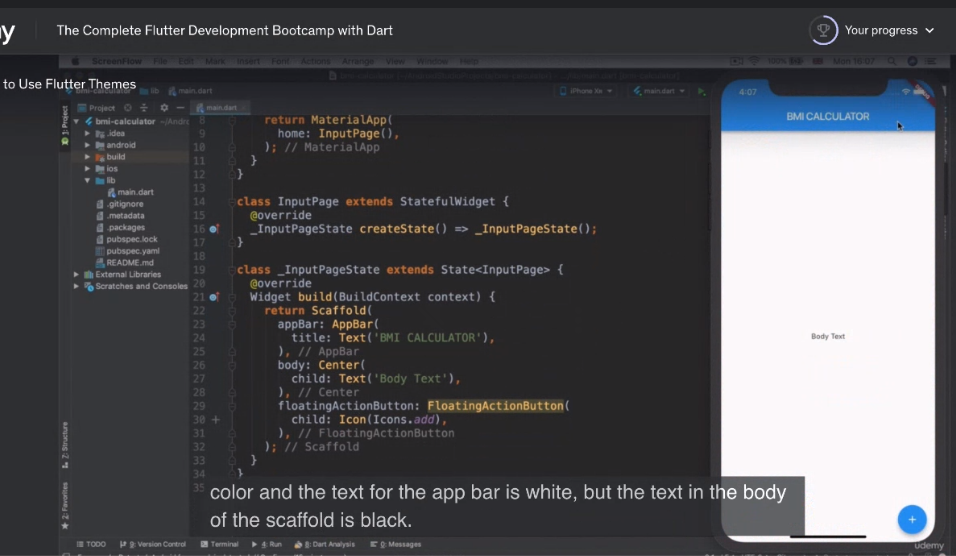 y
The Complete Flutter Development Bootcamp with Dart
Your progress
to Use Flutter Themes
ScreenFlow File Edit Mark Insert Font Actions Arrange View Window Help
100% Mon 16:07
bmi-calculator lib main.dart
iPhone Xʀ main.dart
1: Project
Project
main.dart
bmi-calculator
.idea
android
build
ios
lib
main.dart
.gitignore
.metadata
.packages
pubspec.lock
pubspec.yaml
README.md
External Libraries
Scratches and Consoles
8 return MaterialApp(
9 home: InputPage(),
10 ); // MaterialApp
11 }
12 }
13
14 class InputPage extends StatefulWidget {
15 @override
16 _InputPageState createState() => _InputPageState();
17 }
18
19 class _InputPageState extends State<InputPage> {
20 @override
21 Widget build(BuildContext context) {
22 return Scaffold(
23 appBar: AppBar(
24 title: Text('BMI CALCULATOR'),
25 ), // AppBar
26 body: Center(
27 child: Text('Body Text'),
28 ), // Center
29 floatingActionButton: FloatingActionButton(
30 child: Icon(Icons.add),
31 ), // FloatingActionButton
32 ); // Scaffold
33 }
34 }
35
4:07
BMI CALCULATOR
Body Text
+
color and the text for the app bar is white, but the text in the body
of the scaffold is black.
7: Structure
2: Favorites
TODO 9: Version Control Terminal 4: Run 8: Dart Analysis 0: Messages
udemy